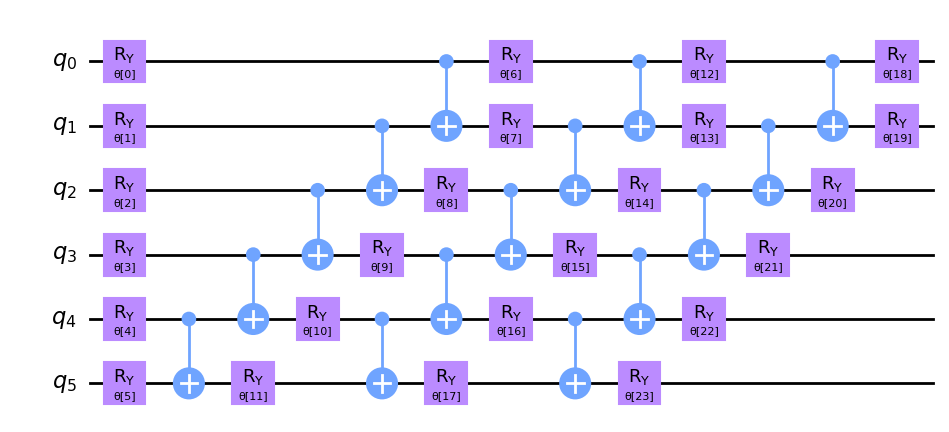 q0 RY RY RY RY
θ[0] θ[6] θ[12] θ[18]
q1 RY RY RY RY
θ[1] θ[7] θ[13] θ[19]
q2 RY RY RY RY
θ[2] θ[8] θ[14] θ[20]
q3 RY RY RY RY
θ[3] θ[9] θ[15] θ[21]
q4 RY RY RY RY
θ[4] θ[10] θ[16] θ[22]
q5 RY RY RY RY
θ[5] θ[11] θ[17] θ[23]